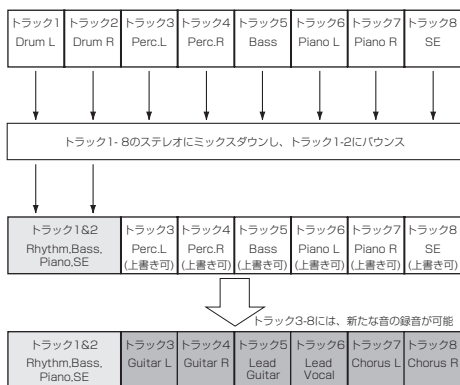 トラック1 トラック2 トラック3 トラック4 トラック5 トラック6 トラック7 トラック8
Drum L Drum R Perc.L Perc.R Bass Piano L Piano R SE
トラック1- 8のステレオにミックスダウンし、トラック1-2にバウンス
トラック1&2 トラック3 トラック4 トラック5 トラック6 トラック7 トラック8
Rhythm,Bass, Perc.L Perc.R Bass Piano L Piano R SE
Piano,SE (上書き可) (上書き可) (上書き可) (上書き可) (上書き可) (上書き可)
トラック3-8には、新たな音の録音が可能
トラック1&2 トラック3 トラック4 トラック5 トラック6 トラック7 トラック8
Rhythm,Bass, Guitar L Guitar R Lead Lead Chorus L Chorus R
Piano,SE Guitar Vocal